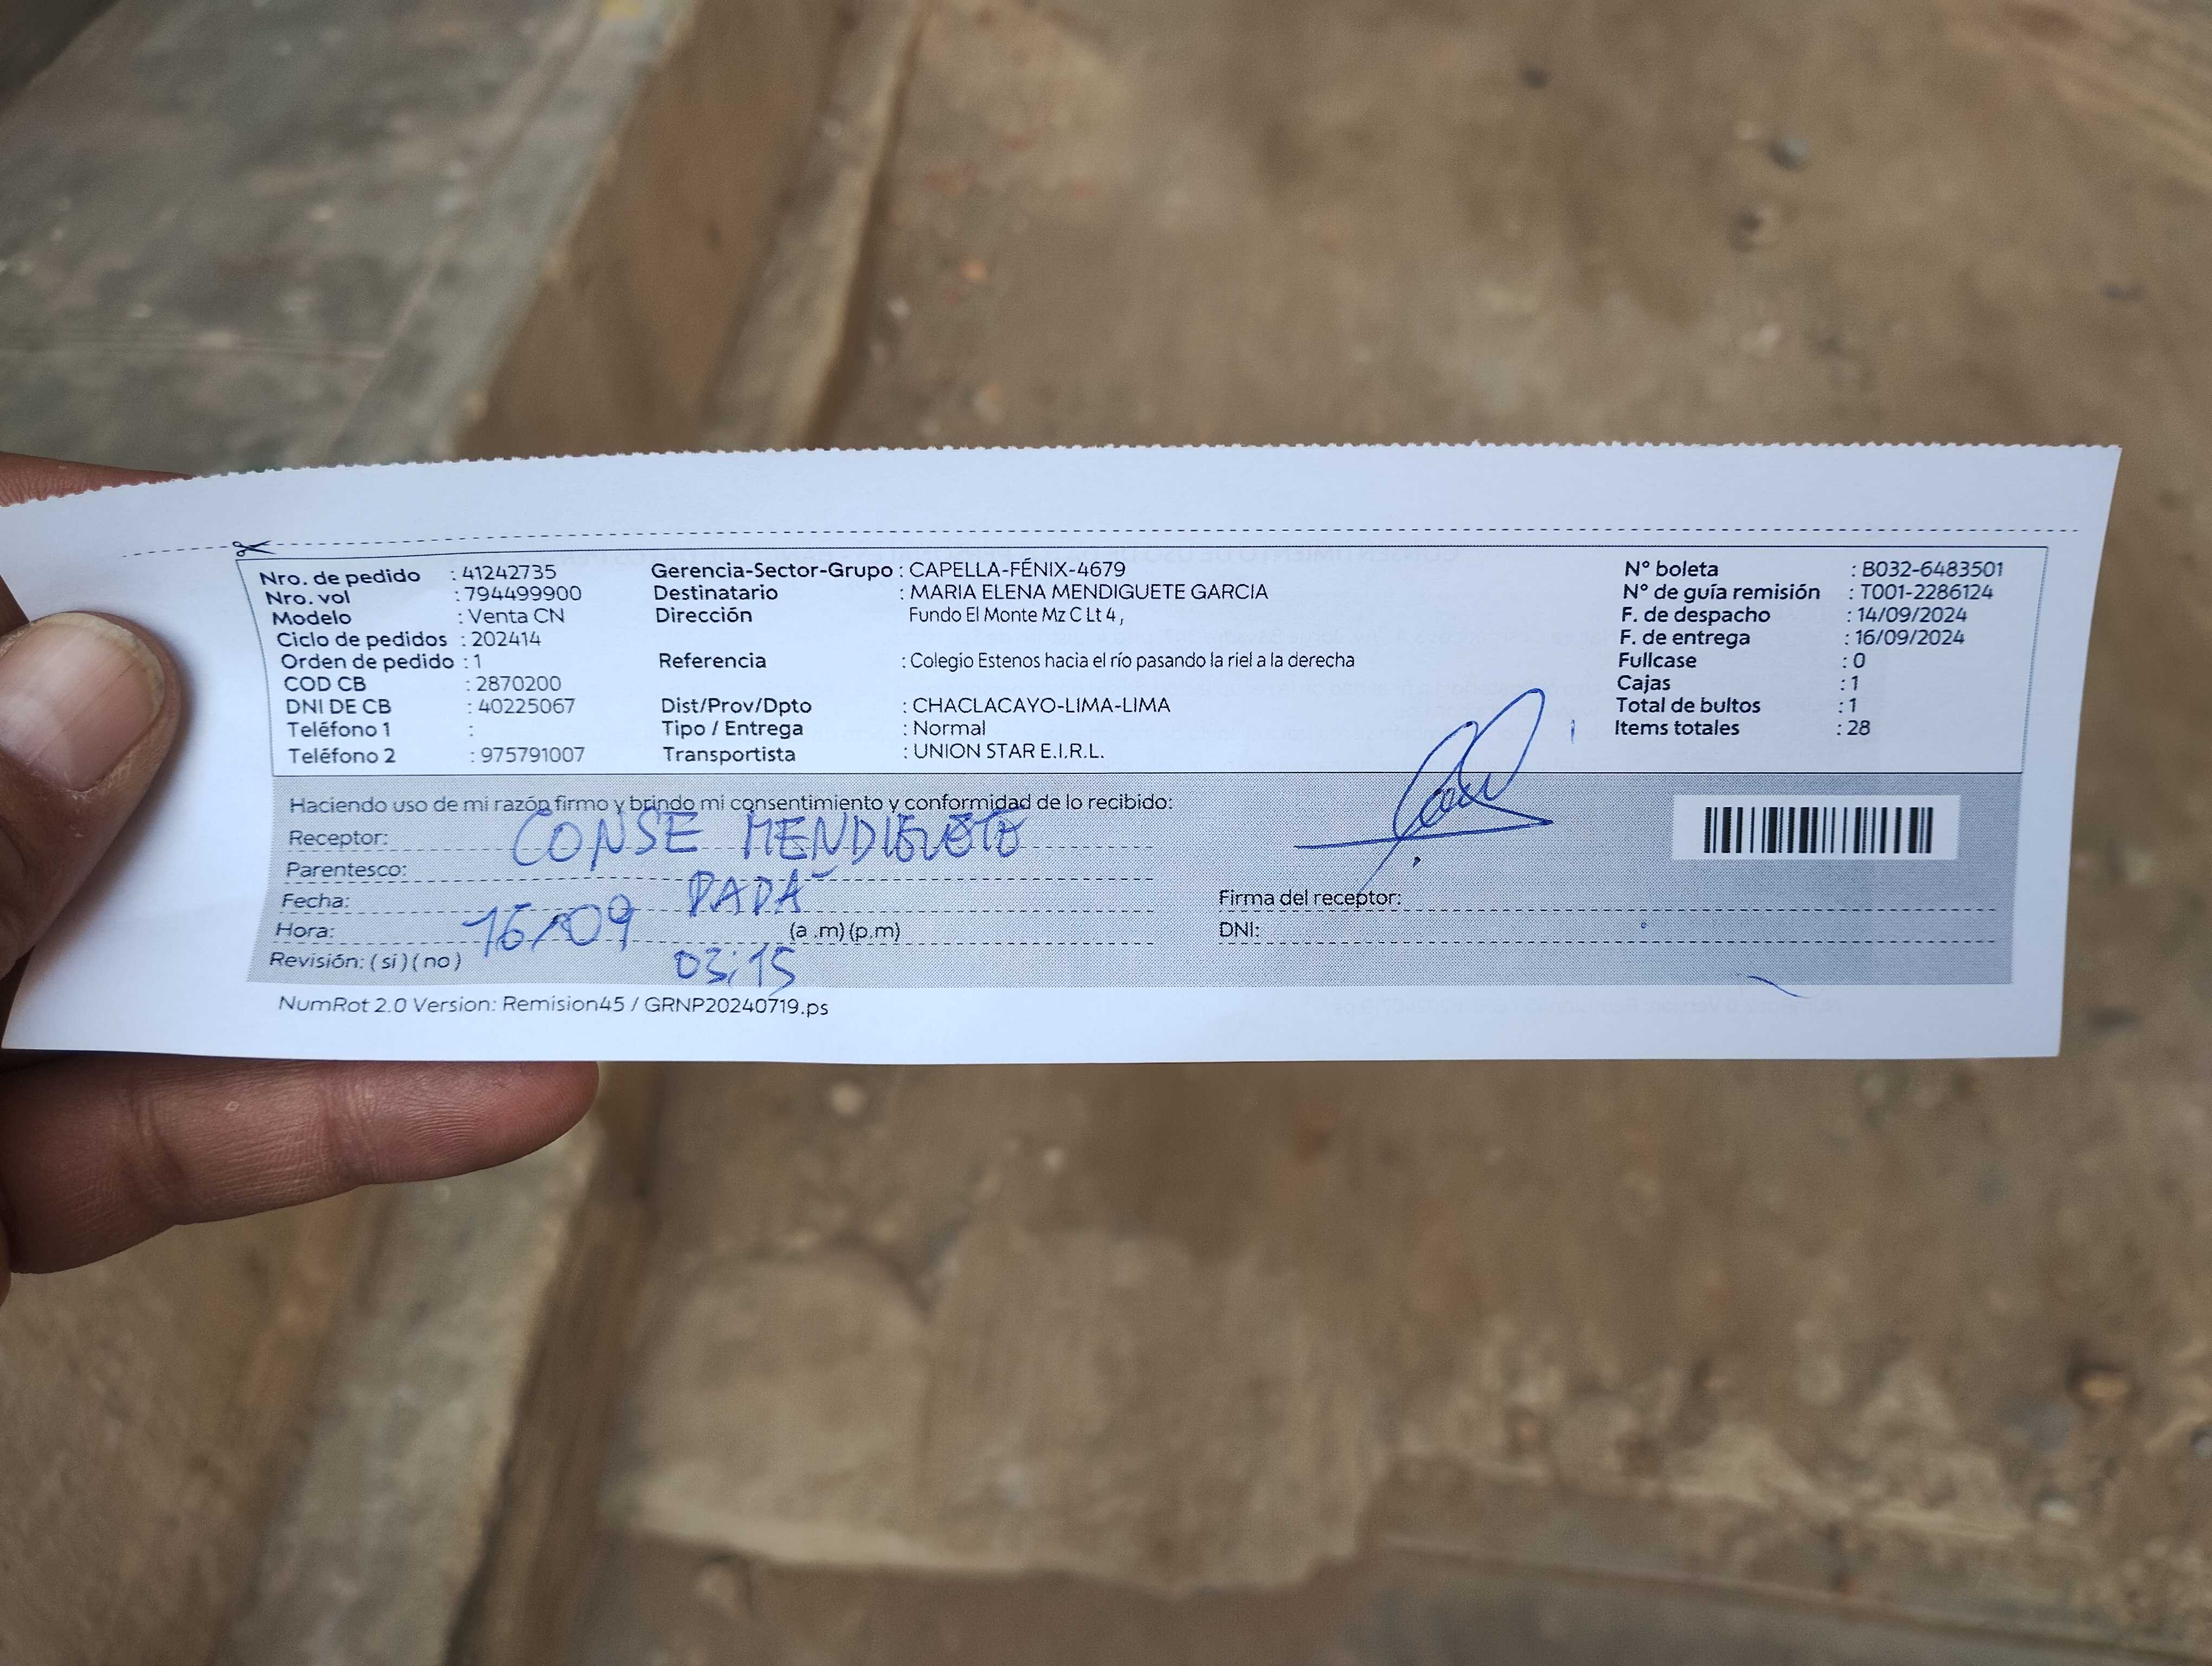 Nro. de pedido : 41242735
Nro. vol : 794499900
Modelo : Venta CN
Ciclo de pedidos : 202414
Orden de pedido : 1
COD CB : 2870200
DNI DE CB : 40225067
Teléfono 1 :
Teléfono 2 : 975791007
Gerencia-Sector-Grupo : CAPELLA-FÉNIX-4679
Destinatario : MARIA ELENA MENDIGUETE GARCIA
Dirección Fundo El Monte Mz C Lt 4 ,
Referencia : Colegio Estenos hacia el río pasando la riel a la derecha
Dist/Prov/Dpto : CHACLACAYO-LIMA-LIMA
Tipo / Entrega : Normal
Transportista : UNION STAR E.I.R.L.
N° boleta : B032-6483501
N° de guía remisión : T001-2286124
F. de despacho : 14/09/2024
F. de entrega : 16/09/2024
Fullcase : 0
Cajas : 1
Total de bultos : 1
Items totales : 28
Haciendo uso de mi razón firmo y brindo mi consentimiento y conformidad de lo recibido:
Receptor: CONSE
Parentesco: PAPA
Fecha: 16/09
Hora: 03:15 (a .m) (p.m)
Revisión: ( si ) ( no )
Firma del receptor:
DNI:
NumRot 2.0 Version: Remision45 / GRNP20240719.ps